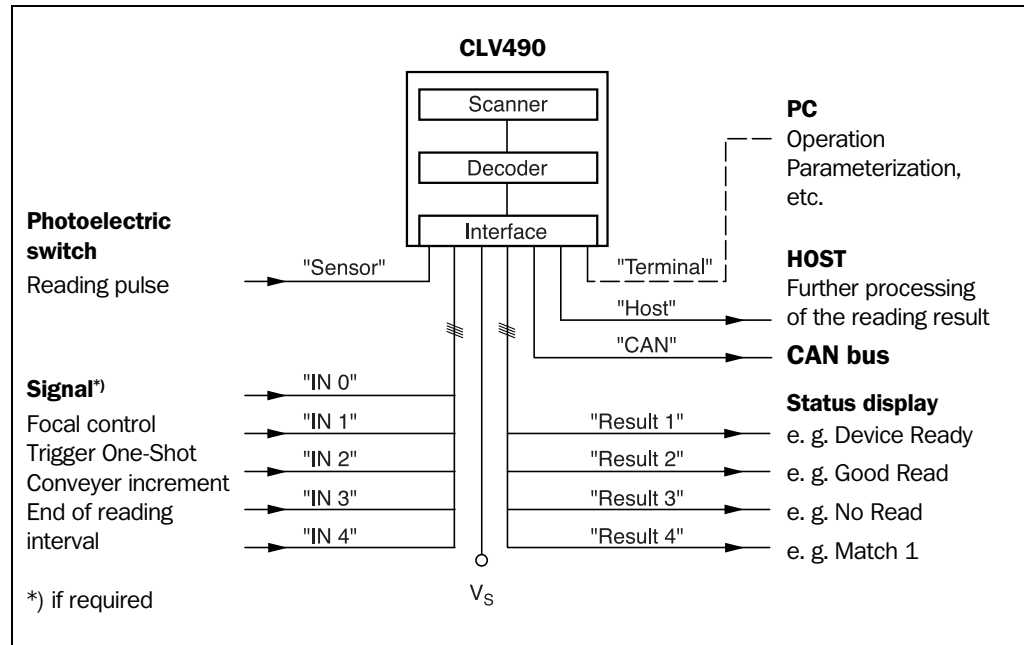 CLV490
Scanner
Decoder
Interface
Photoelectric
switch
Reading pulse
"Sensor"
Signal*)
Focal control
Trigger One-Shot
Conveyer increment
End of reading
interval
*) if required
"IN 0"
"IN 1"
"IN 2"
"IN 3"
"IN 4"
VS
"Terminal"
"Host"
"CAN"
"Result 1"
"Result 2"
"Result 3"
"Result 4"
PC
Operation
Parameterization,
etc.
HOST
Further processing
of the reading result
CAN bus
Status display
e. g. Device Ready
e. g. Good Read
e. g. No Read
e. g. Match 1